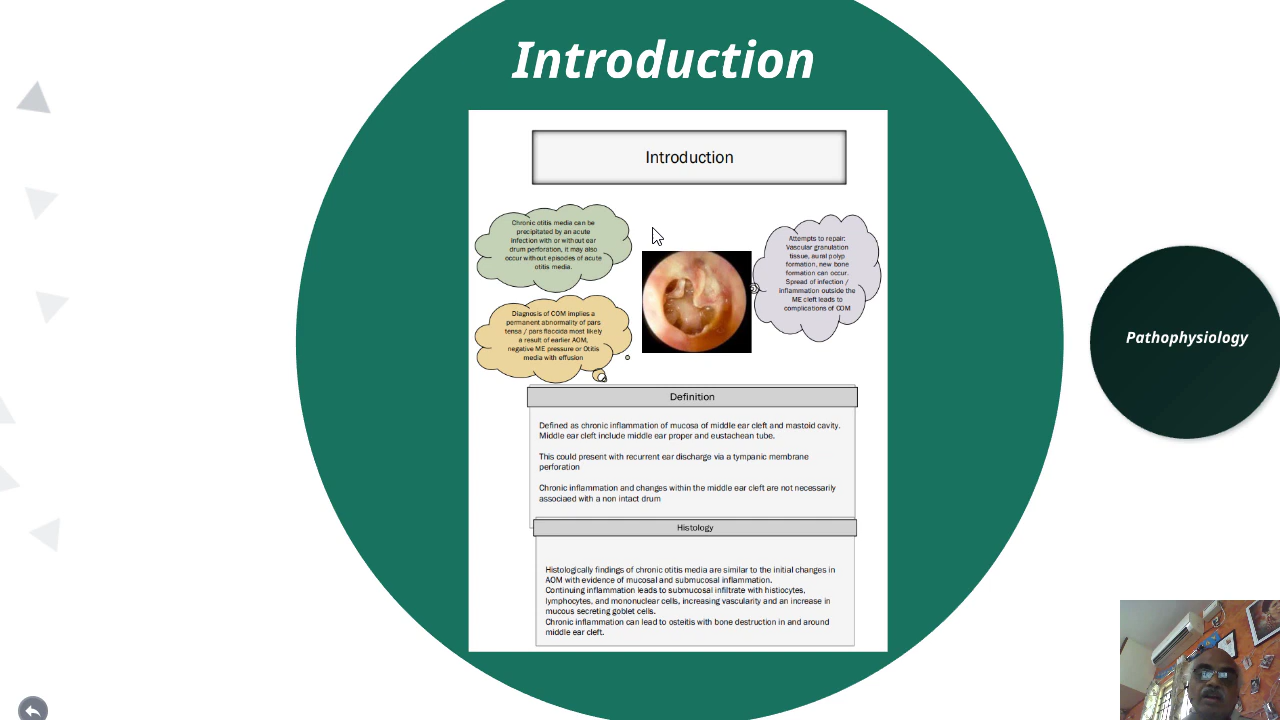 Introduction
Introduction
Chronic otitis media can be
precipitated by an acute
infection with or without ear
drum perforation, it may also
occur without episodes of acute
otitis media.
Attempts to repair:
Vascular granulation
tissue, aural polyp
formation, new bone
formation can occur.
Spread of infection /
inflammation outside the
ME cleft leads to
complications of COM
Diagnosis of COM implies a
permanent abnormality of pars
tensa / pars flaccida most likely
a result of earlier AOM,
negative ME pressure or Otitis
media with effusion
Definition
Defined as chronic inflammation of mucosa of middle ear cleft and mastoid cavity.
Middle ear cleft include middle ear proper and eustachean tube.
This could present with recurrent ear discharge via a tympanic membrane
perforation
Chronic inflammation and changes within the middle ear cleft are not necessarily
associaed with a non intact drum
Histology
Histologically findings of chronic otitis media are similar to the initial changes in
AOM with evidence of mucosal and submucosal inflammation.
Continuing inflammation leads to submucosal infiltrate with histiocytes,
lymphocytes, and mononuclear cells, increasing vascularity and an increase in
mucous secreting goblet cells.
Chronic inflammation can lead to osteitis with bone destruction in and around
middle ear cleft.
Pathophysiology